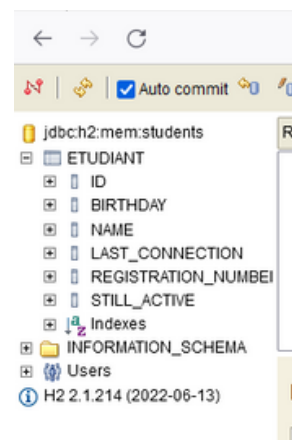 Auto commit
jdbc:h2:mem:students
R
ETUDIANT
ID
BIRTHDAY
NAME
LAST_CONNECTION
REGISTRATION_NUMBEI
STILL_ACTIVE
Indexes
INFORMATION_SCHEMA
Users
H2 2.1.214 (2022-06-13)